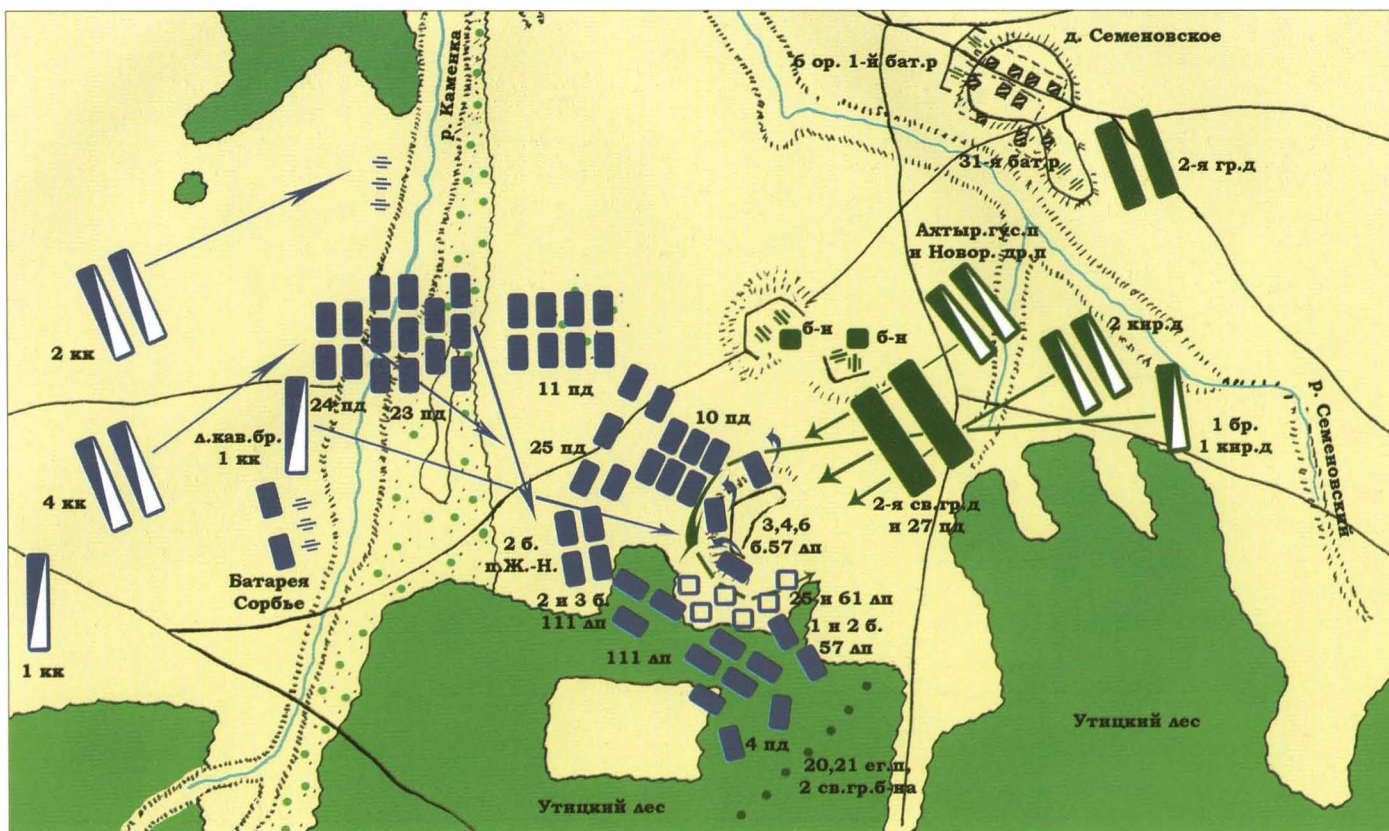 д. Семеновское
6 ор. 1-й бат.р
р. Каменка
31-я бат.р
2-я гр.д
Ахтыр.гус.п
и Новор. др.п
2 кк
б-н
б-н
2 кир.д
11 пд
24 пд
23 пд
10 пд
л.кав.бр.
1 кк
25 пд
1 бр.
1 кир.д
4 кк
2-я св.гр.д
и 27 пд
р. Семеновский
3,4,6
б.57 лп
2 б.
п.Ж.-Н.
Батарея
Сорбье
2 и 3 б.
111 лп
25 и 61 лп
1 и 2 б.
57 лп
1 кк
111 лп
4 пд
Утицкий лес
20,21 ег.п,
2 св.гр.б-на
Утицкий лес